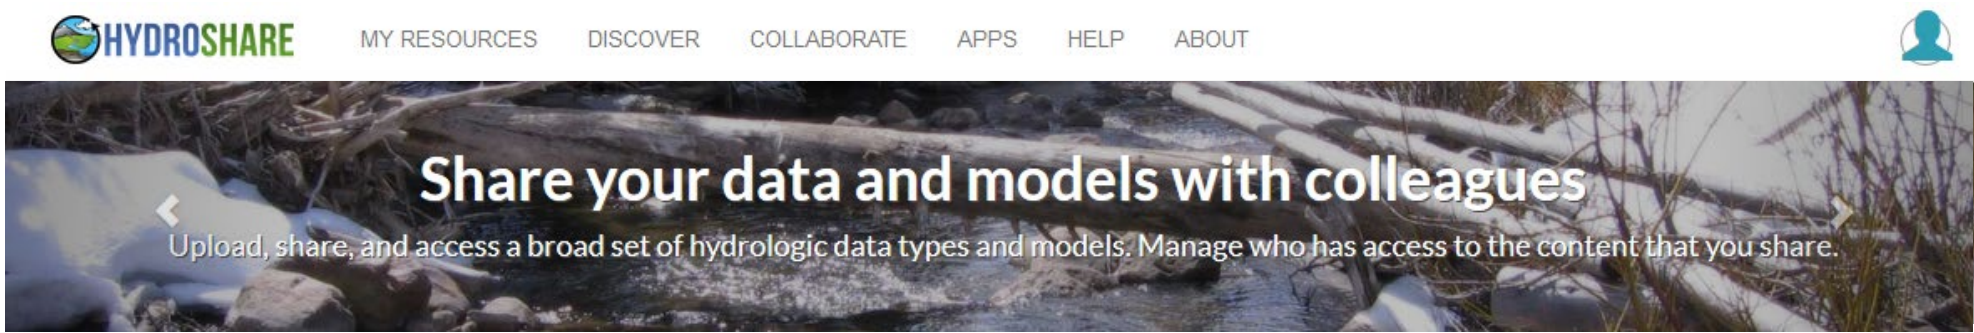 HYDROSHARE MY RESOURCES DISCOVER COLLABORATE APPS HELP ABOUT
Share your data and models with colleagues
Upload, share, and access a broad set of hydrologic data types and models. Manage who has access to the content that you share.